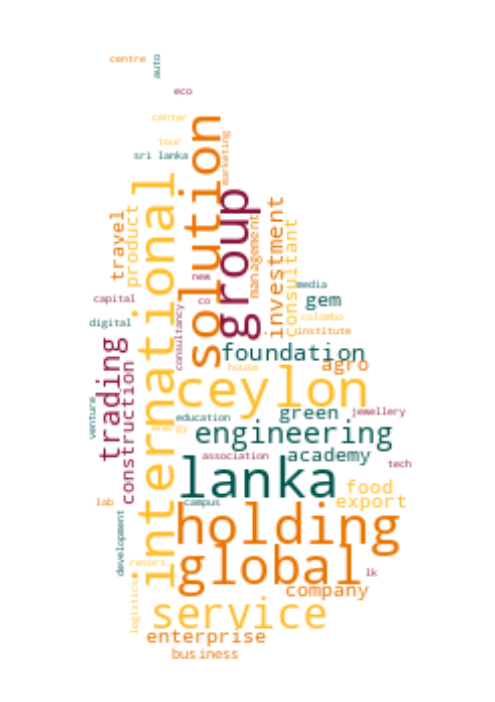 centre
auto
eco
center
tour
sri lanka
marketing
solution
international
group
travel
product
management
investment
consultant
new
media
capital
co
gem
consultancy
colombo
digital
institute
foundation
trading
house
agro
construction
ceylon
venture
education
green
jewellery
energy
engineering
association
academy
tech
lanka
food
lab
campus
export
development
holding
resort
global
lk
logistics
company
service
enterprise
business